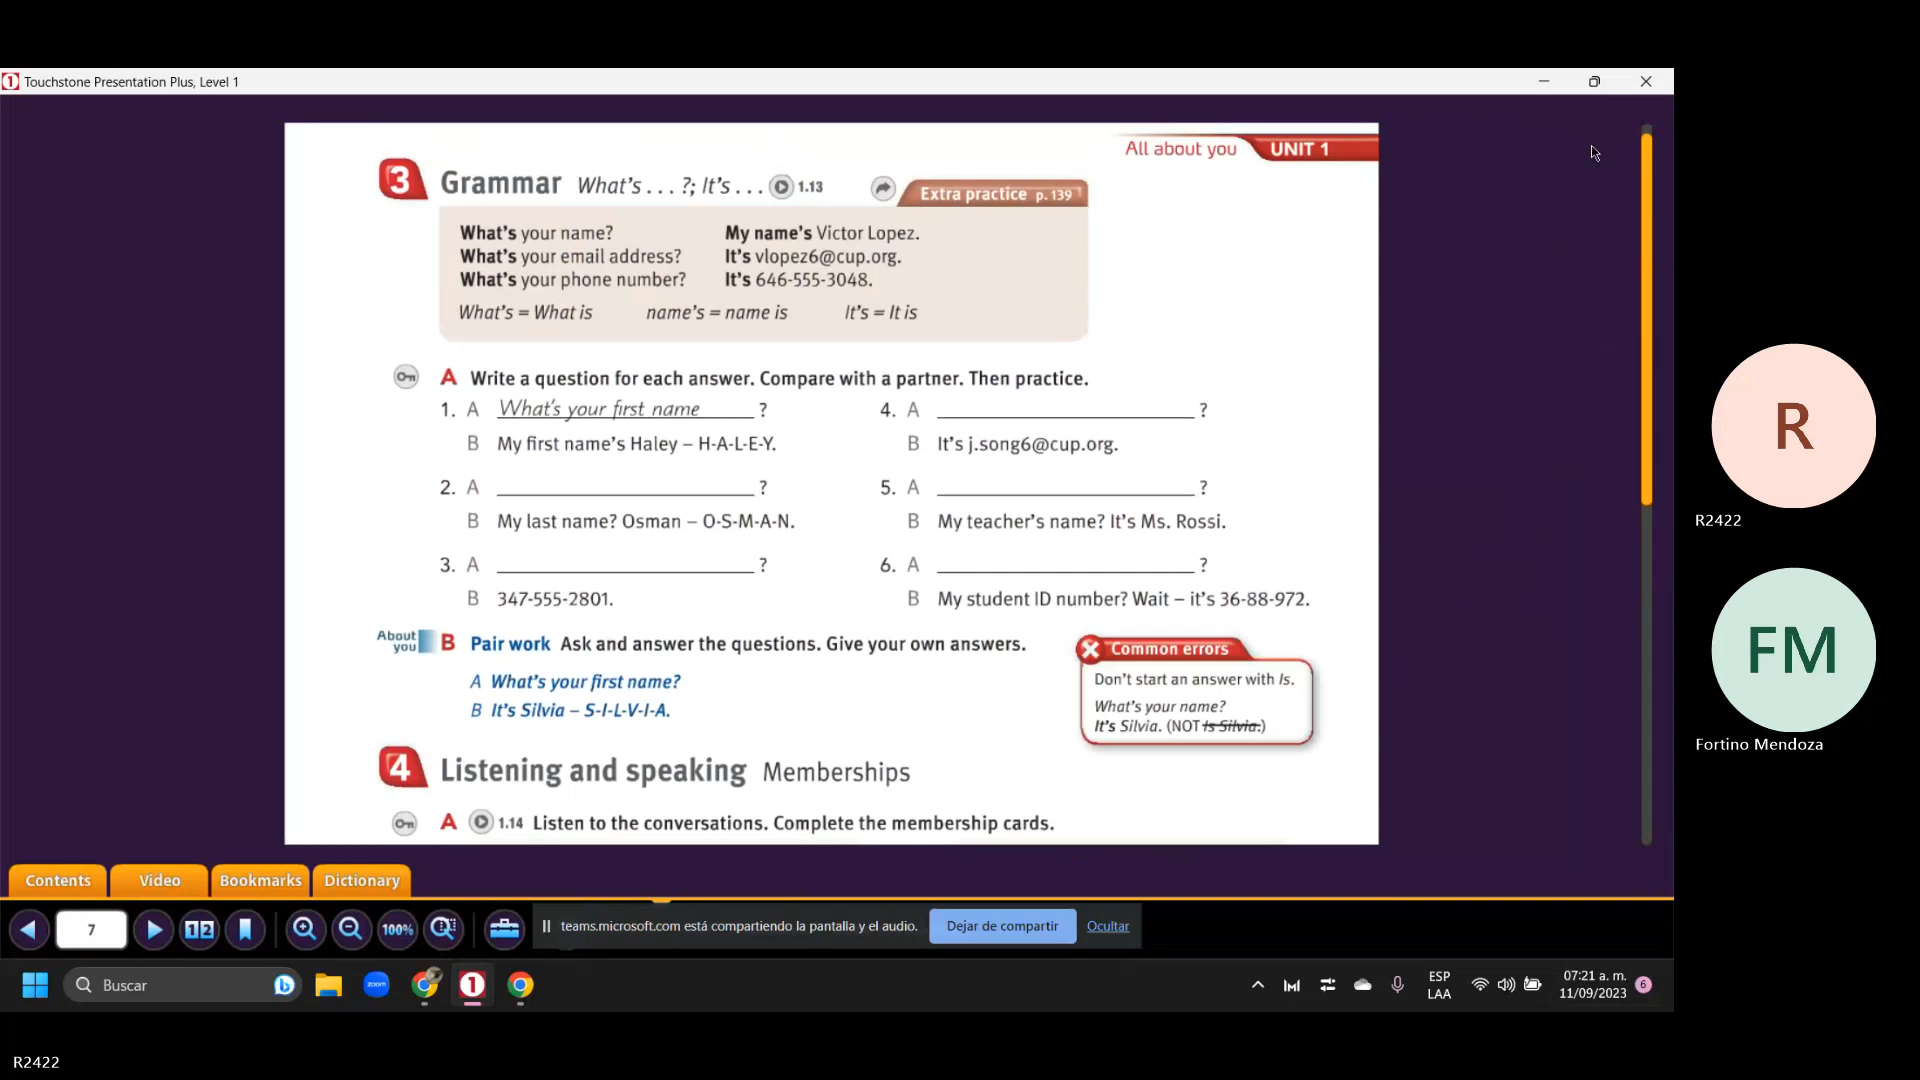 Touchstone Presentation Plus, Level 1
All about you UNIT 1
3 Grammar What's . . . ?; It's . . . 1.13
Extra practice p. 139
What's your name? My name's Victor Lopez.
What's your email address? It's vlopez6@cup.org.
What's your phone number? It's 646-555-3048.
What's = What is name's = name is It's = It is
A Write a question for each answer. Compare with a partner. Then practice.
1. A What's your first name ?
B My first name's Haley – H-A-L-E-Y.
2. A ______ ?
B My last name? Osman – O-S-M-A-N.
3. A ______ ?
B 347-555-2801.
4. A ______ ?
B It's j.song6@cup.org.
5. A ______ ?
B My teacher's name? It's Ms. Rossi.
6. A ______ ?
B My student ID number? Wait – it's 36-88-972.
About you
B Pair work Ask and answer the questions. Give your own answers.
A What's your first name?
B It's Silvia – S-I-L-V-I-A.
Common errors
Don't start an answer with Is.
What's your name?
It's Silvia. (NOT Is Silvia.)
4 Listening and speaking Memberships
A 1.14 Listen to the conversations. Complete the membership cards.
Contents Video Bookmarks Dictionary
7 12 100%
teams.microsoft.com está compartiendo la pantalla y el audio. Dejar de compartir Ocultar
Buscar
zoom
1
ESP
LAA
07:21 a. m.
11/09/2023
6
R
R2422
FM
Fortino Mendoza
R2422